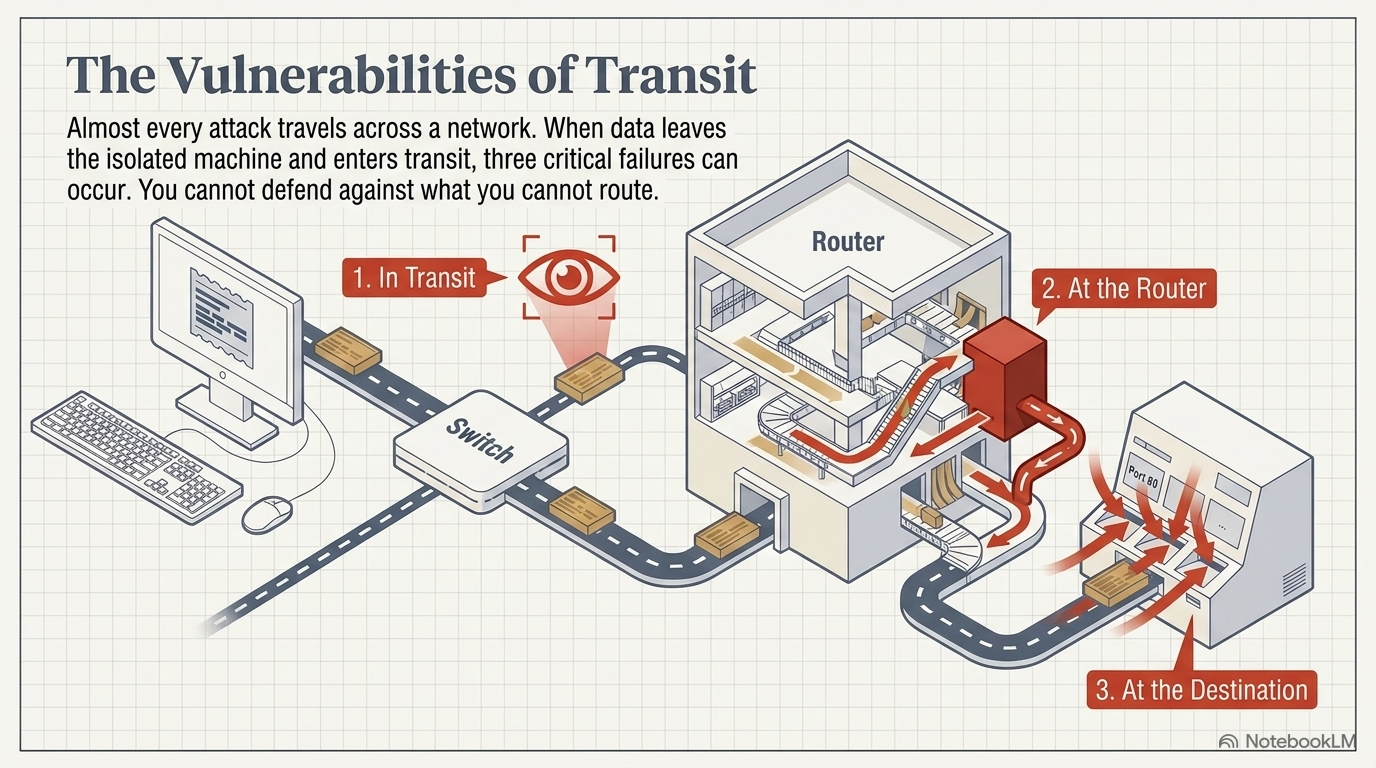 The Vulnerabilities of Transit
Almost every attack travels across a network. When data leaves
the isolated machine and enters transit, three critical failures can
occur. You cannot defend against what you cannot route.
1. In Transit
Router
2. At the Router
Switch
Port 80
...
3. At the Destination
NotebookLM